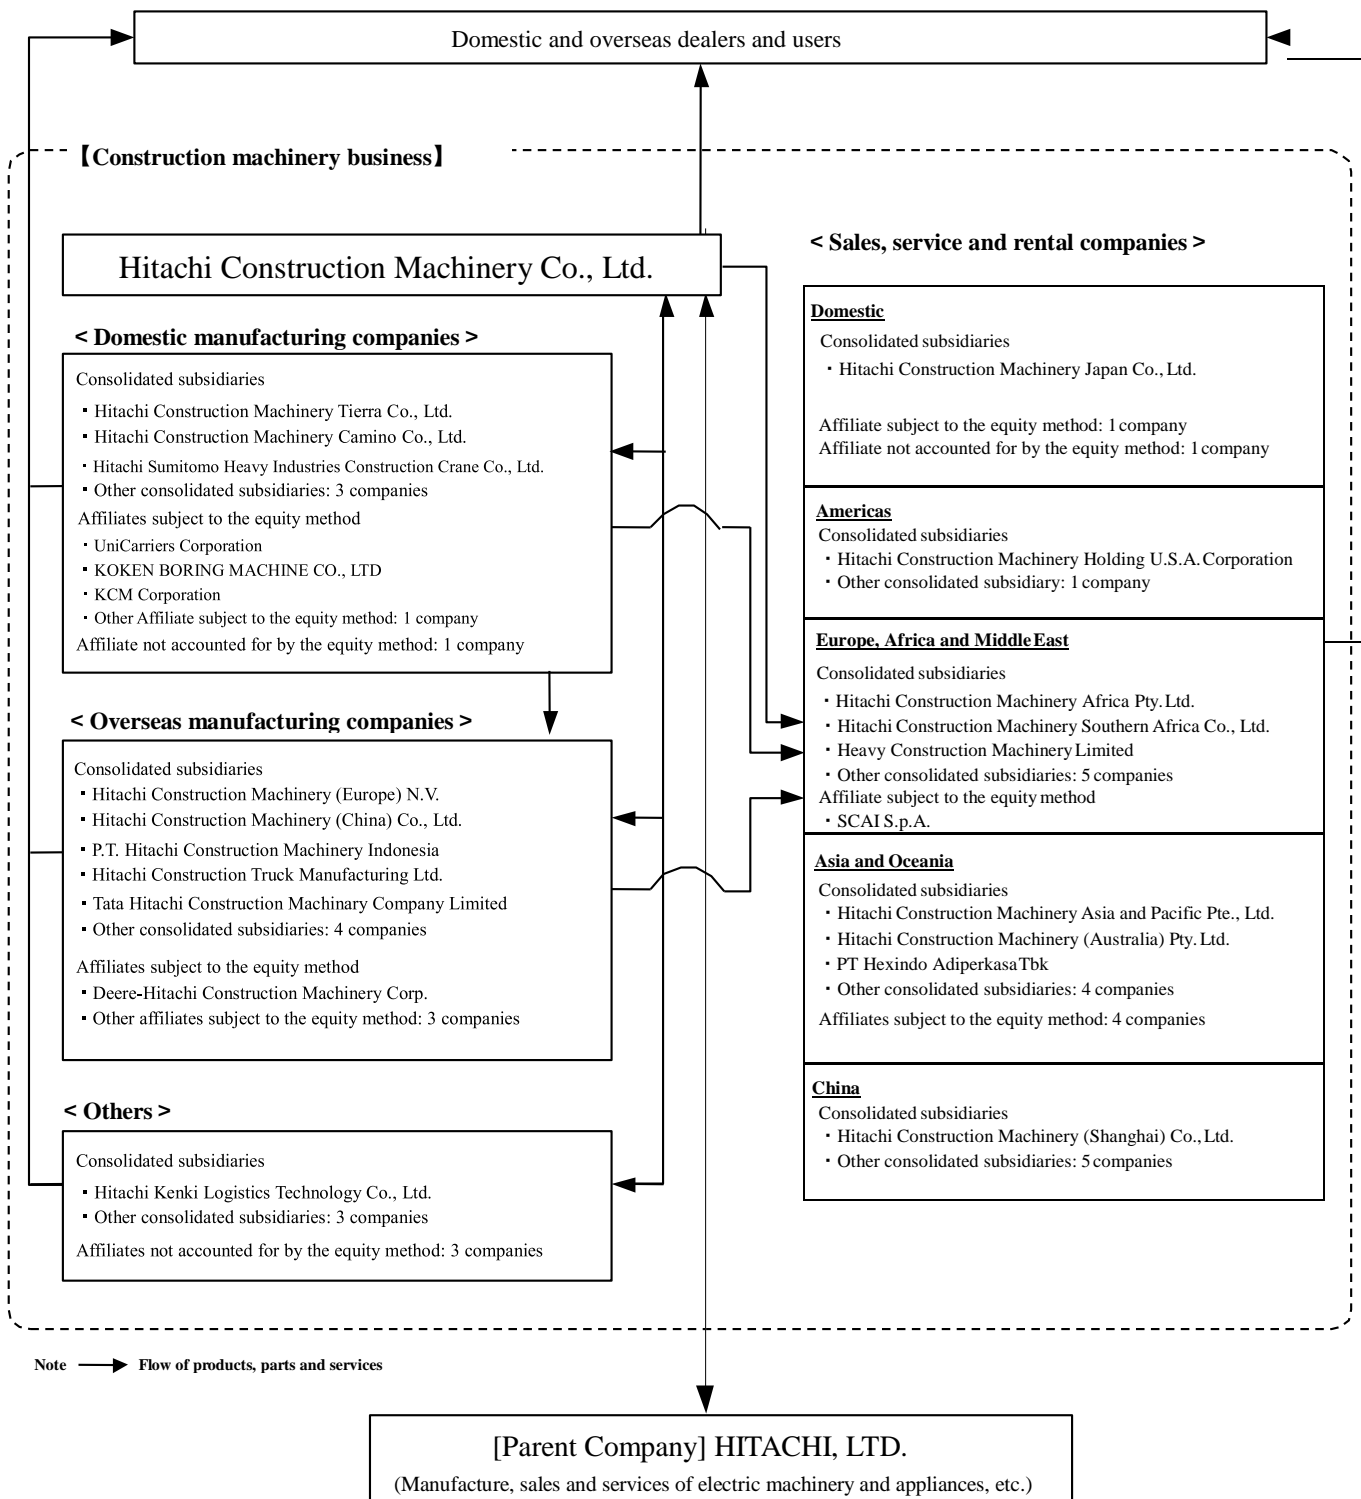 Domestic and overseas dealers and users
【Construction machinery business】
Hitachi Construction Machinery Co., Ltd.
< Domestic manufacturing companies >
Consolidated subsidiaries
・Hitachi Construction Machinery Tierra Co., Ltd.
・Hitachi Construction Machinery Camino Co., Ltd.
・Hitachi Sumitomo Heavy Industries Construction Crane Co., Ltd.
・Other consolidated subsidiaries: 3 companies
Affiliates subject to the equity method
・UniCarriers Corporation
・KOKEN BORING MACHINE CO., LTD
・KCM Corporation
・Other Affiliate subject to the equity method: 1 company
Affiliate not accounted for by the equity method: 1 company
< Overseas manufacturing companies >
Consolidated subsidiaries
・Hitachi Construction Machinery (Europe) N.V.
・Hitachi Construction Machinery (China) Co., Ltd.
・P.T. Hitachi Construction Machinery Indonesia
・Hitachi Construction Truck Manufacturing Ltd.
・Tata Hitachi Construction Machinary Company Limited
・Other consolidated subsidiaries: 4 companies
Affiliates subject to the equity method
・Deere-Hitachi Construction Machinery Corp.
・Other affiliates subject to the equity method: 3 companies
< Others >
Consolidated subsidiaries
・Hitachi Kenki Logistics Technology Co., Ltd.
・Other consolidated subsidiaries: 3 companies
Affiliates not accounted for by the equity method: 3 companies
< Sales, service and rental companies >
Domestic
Consolidated subsidiaries
・Hitachi Construction Machinery Japan Co., Ltd.
Affiliate subject to the equity method: 1 company
Affiliate not accounted for by the equity method: 1 company
Americas
Consolidated subsidiaries
・Hitachi Construction Machinery Holding U.S.A. Corporation
・Other consolidated subsidiary: 1 company
Europe, Africa and Middle East
Consolidated subsidiaries
・Hitachi Construction Machinery Africa Pty. Ltd.
・Hitachi Construction Machinery Southern Africa Co., Ltd.
・Heavy Construction Machinery Limited
・Other consolidated subsidiaries: 5 companies
Affiliate subject to the equity method
・SCAI S.p.A.
Asia and Oceania
Consolidated subsidiaries
・Hitachi Construction Machinery Asia and Pacific Pte., Ltd.
・Hitachi Construction Machinery (Australia) Pty. Ltd.
・PT Hexindo Adiperkasa Tbk
・Other consolidated subsidiaries: 4 companies
Affiliates subject to the equity method: 4 companies
China
Consolidated subsidiaries
・Hitachi Construction Machinery (Shanghai) Co., Ltd.
・Other consolidated subsidiaries: 5 companies
Note Flow of products, parts and services
[Parent Company] HITACHI, LTD.
(Manufacture, sales and services of electric machinery and appliances, etc.)